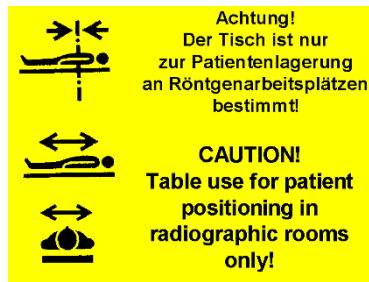 Achtung!
Der Tisch ist nur
zur Patientenlagerung
an Röntgenarbeitsplätzen
bestimmt!
CAUTION!
Table use for patient
positioning in
radiographic rooms
only!